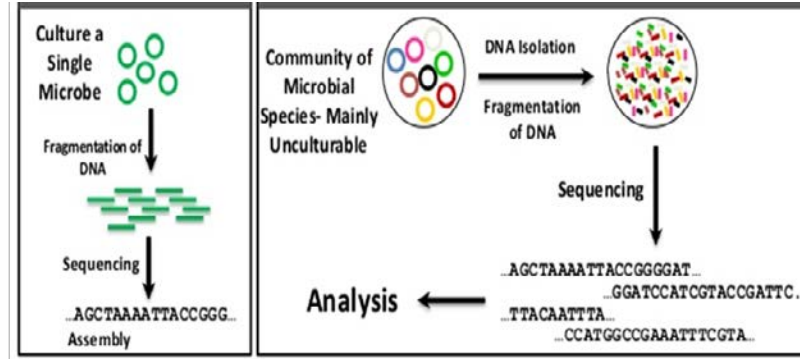 Culture a
Single
Microbe
Fragmentation of
DNA
Sequencing
…AGCTAAAATTACCGGG…
Assembly
Community of
Microbial
Species- Mainly
Unculturable
DNA Isolation
Fragmentation
of DNA
Sequencing
…AGCTAAAATTACCGGGGAT…
…GGATCCATCGTACCGATTC.
…TTACAATTTA…
…CCATGGCCGAAATTTCGTA…
Analysis